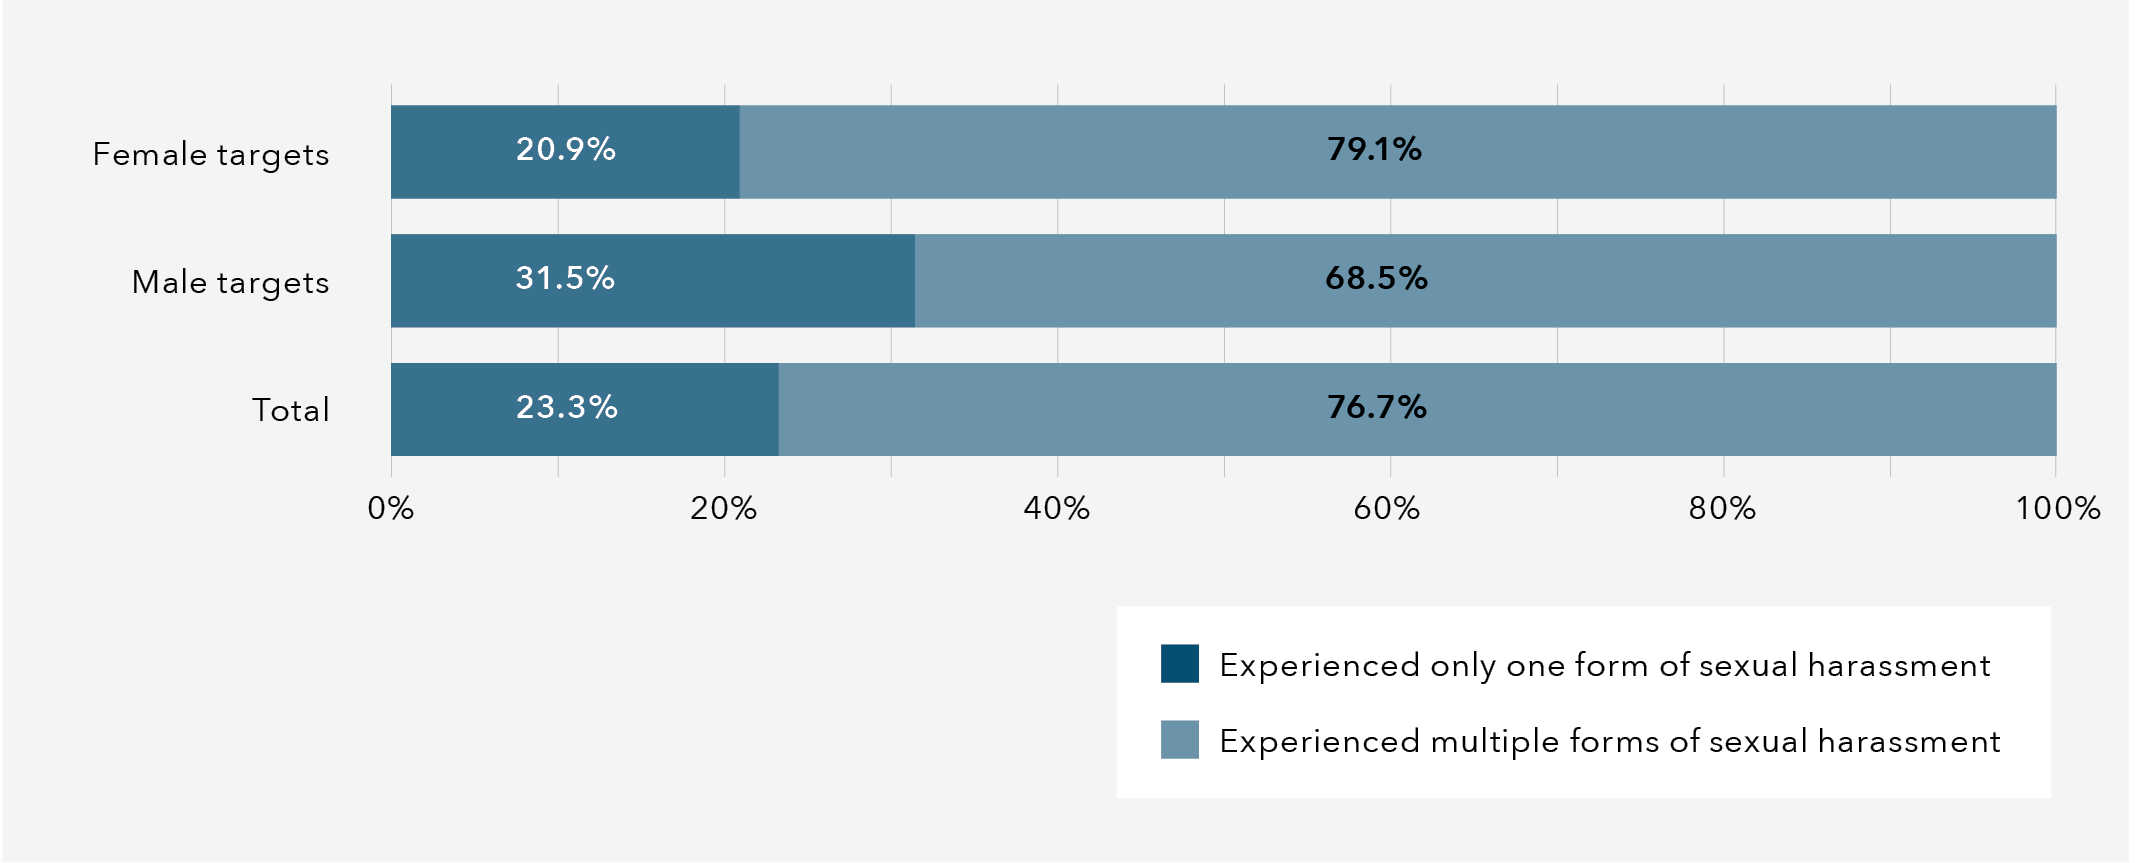 Female targets 20.9% 79.1%
Male targets 31.5% 68.5%
Total 23.3% 76.7%
0% 20% 40% 60% 80% 100%
Experienced only one form of sexual harassment
Experienced multiple forms of sexual harassment